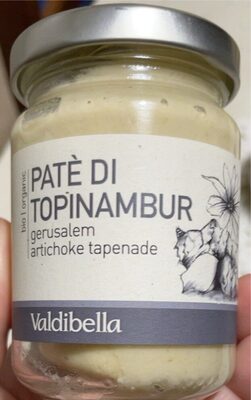 bio | organic
PATÈ DI
TOPINAMBUR
gerusalem
artichoke tapenade
Valdibella